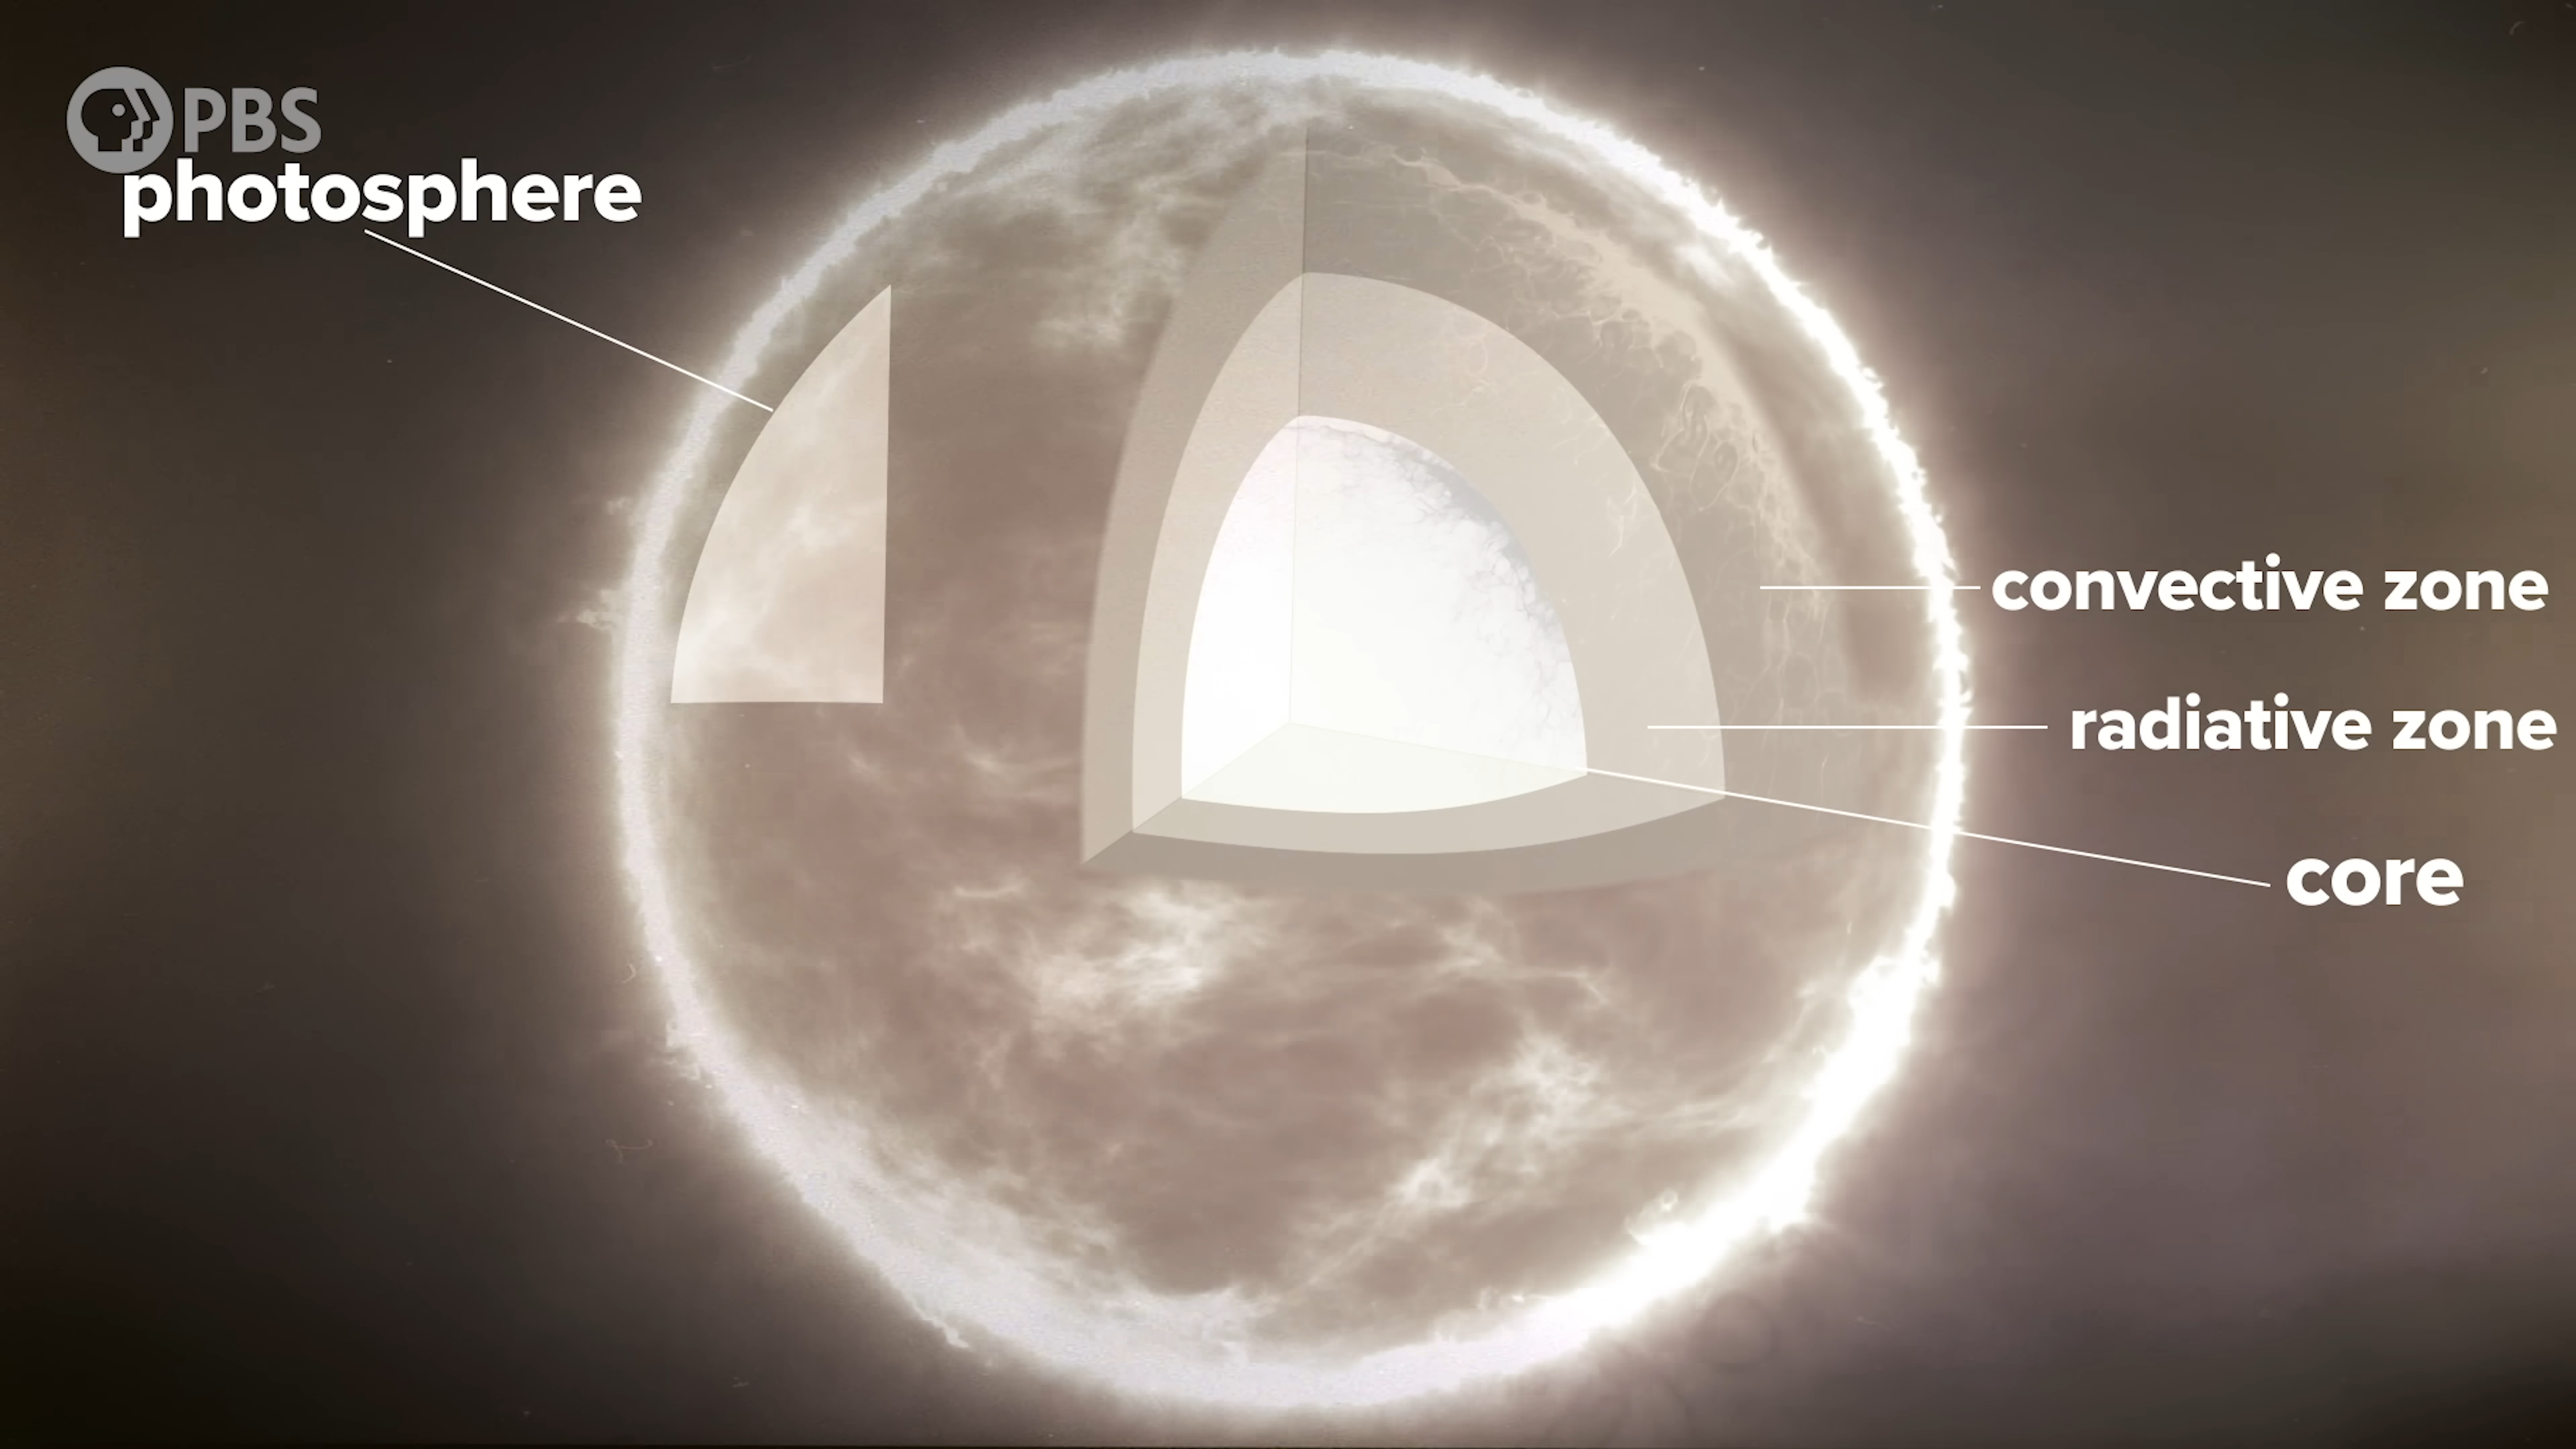 PBS
photosphere
convective zone
radiative zone
core